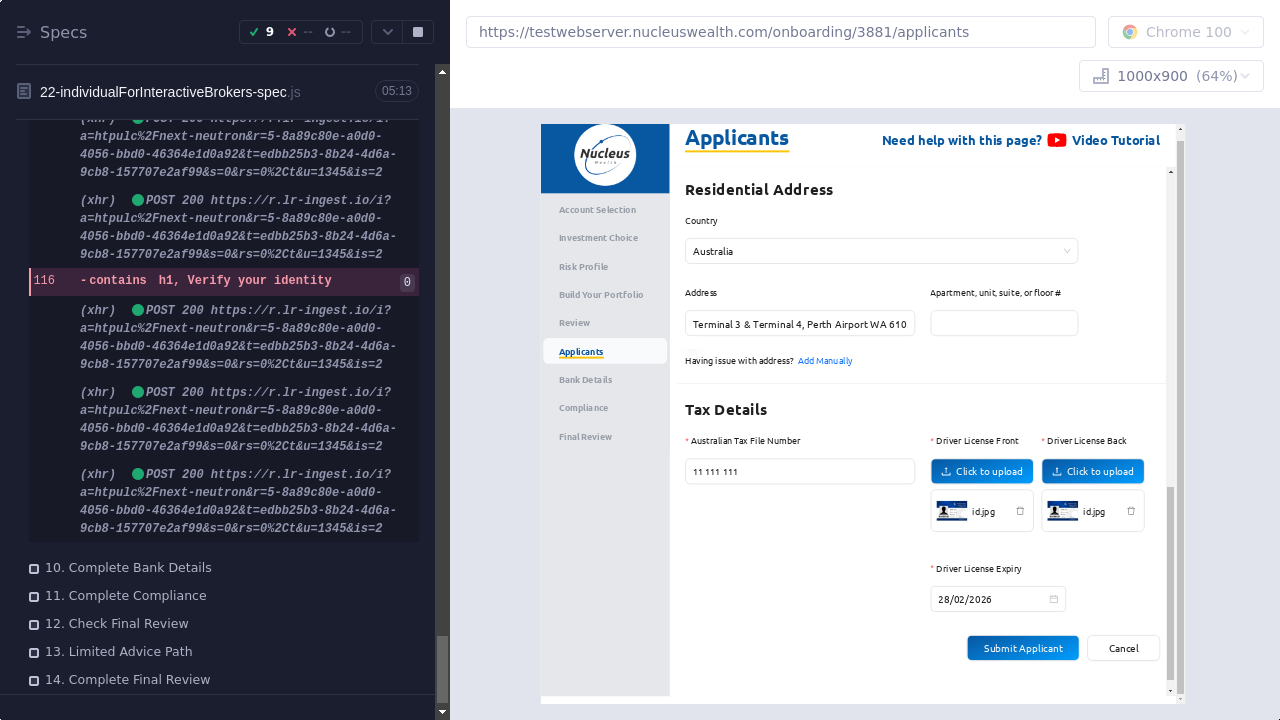 Specs
9
--
--
https://testwebserver.nucleuswealth.com/onboarding/3881/applicants
Chrome 100
1000x900 (64%)
22-individualForInteractiveBrokers-spec.js
05:13
(xhr) POST 200 https://r.lr-ingest.io/i?
a=htpulc%2Fnext-neutron&r=5-8a89c80e-a0d0-
4056-bbd0-46364e1d0a92&t=edbb25b3-8b24-4d6a-
9cb8-157707e2af99&s=0&rs=0%2Ct&u=1345&is=2
(xhr) POST 200 https://r.lr-ingest.io/i?
a=htpulc%2Fnext-neutron&r=5-8a89c80e-a0d0-
4056-bbd0-46364e1d0a92&t=edbb25b3-8b24-4d6a-
9cb8-157707e2af99&s=0&rs=0%2Ct&u=1345&is=2
116 -contains h1, Verify your identity 0
(xhr) POST 200 https://r.lr-ingest.io/i?
a=htpulc%2Fnext-neutron&r=5-8a89c80e-a0d0-
4056-bbd0-46364e1d0a92&t=edbb25b3-8b24-4d6a-
9cb8-157707e2af99&s=0&rs=0%2Ct&u=1345&is=2
(xhr) POST 200 https://r.lr-ingest.io/i?
a=htpulc%2Fnext-neutron&r=5-8a89c80e-a0d0-
4056-bbd0-46364e1d0a92&t=edbb25b3-8b24-4d6a-
9cb8-157707e2af99&s=0&rs=0%2Ct&u=1345&is=2
(xhr) POST 200 https://r.lr-ingest.io/i?
a=htpulc%2Fnext-neutron&r=5-8a89c80e-a0d0-
4056-bbd0-46364e1d0a92&t=edbb25b3-8b24-4d6a-
9cb8-157707e2af99&s=0&rs=0%2Ct&u=1345&is=2
10. Complete Bank Details
11. Complete Compliance
12. Check Final Review
13. Limited Advice Path
14. Complete Final Review
Nucleus
Wealth
Account Selection
Investment Choice
Risk Profile
Build Your Portfolio
Review
Applicants
Bank Details
Compliance
Final Review
Applicants
Need help with this page? Video Tutorial
Residential Address
Country
Australia
Address
Apartment, unit, suite, or floor #
Terminal 3 & Terminal 4, Perth Airport WA 610
Having issue with address? Add Manually
Tax Details
* Australian Tax File Number
* Driver License Front
* Driver License Back
11 111 111
Click to upload
Click to upload
id.jpg
id.jpg
* Driver License Expiry
28/02/2026
Submit Applicant
Cancel